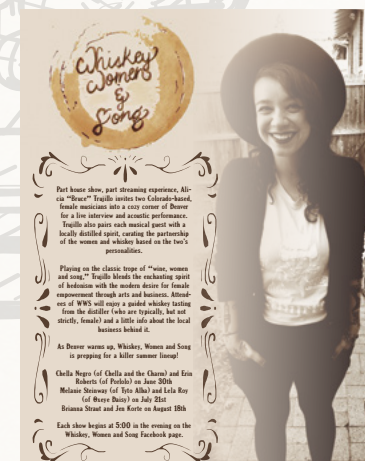 Whiskey
Women
&
Song
Part house show, part streaming experience, Ali-
cia "Bruce" Trujillo invites two Colorado-based,
female musicians into a cozy corner of Denver
for a live interview and acoustic performance.
Trujillo also pairs each musical guest with a
locally distilled spirit, curating the partnership
of the women and whiskey based on the two's
personalities.
Playing on the classic trope of "wine, women
and song," Trujillo blends the enchanting spirit
of hedonism with the modern desire for female
empowerment through arts and business. Attend-
ees of WWS will enjoy a guided whiskey tasting
from the distiller (who are typically, but not
strictly, female) and a little info about the local
business behind it.
As Denver warms up, Whiskey, Women and Song
is prepping for a killer summer lineup!
Chella Negro (of Chella and the Charm) and Erin
Roberts (of Porlolo) on June 30th
Melanie Steinway (of Tyto Alba) and Lela Roy
(of Oxeye Daisy) on July 21st
Brianna Straut and Jen Korte on August 18th
Each show begins at 5:00 in the evening on the
Whiskey, Women and Song Facebook page.